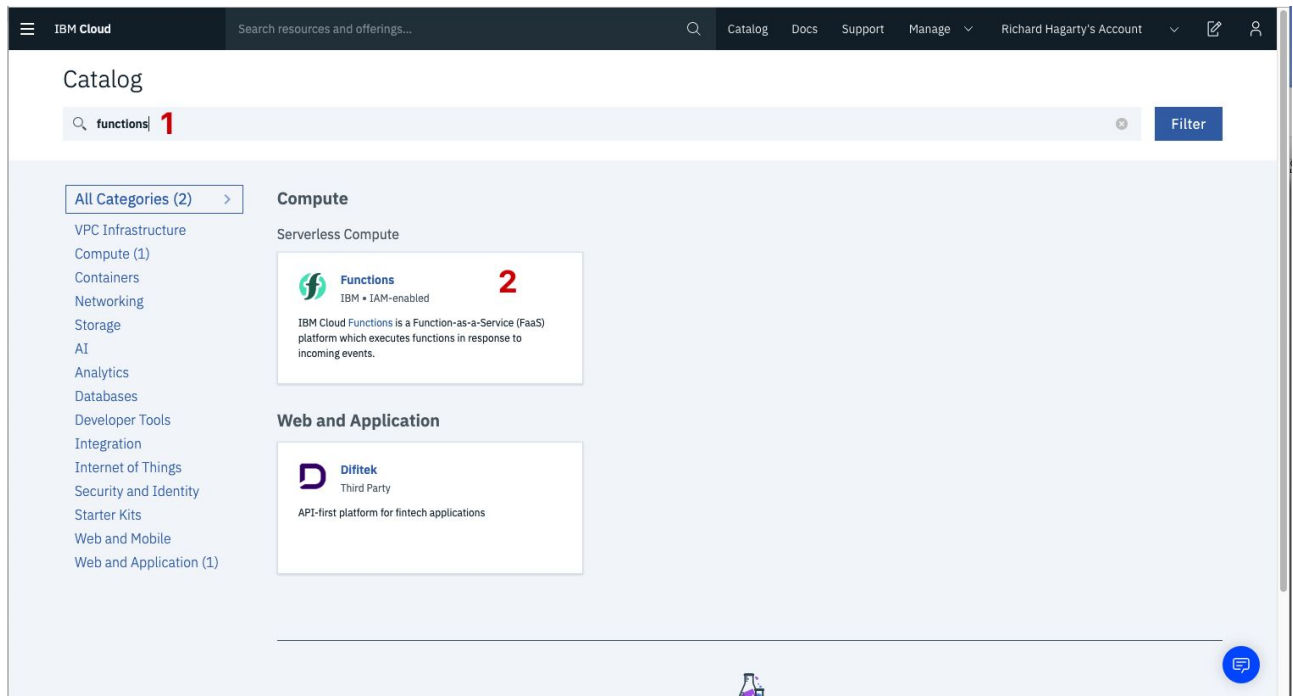 IBM Cloud
Search resources and offerings...
Catalog
Docs
Support
Manage
Richard Hagarty's Account
Catalog
functions
1
Filter
All Categories (2)
VPC Infrastructure
Compute (1)
Containers
Networking
Storage
AI
Analytics
Databases
Developer Tools
Integration
Internet of Things
Security and Identity
Starter Kits
Web and Mobile
Web and Application (1)
Compute
Serverless Compute
Functions
2
IBM • IAM-enabled
IBM Cloud Functions is a Function-as-a-Service (FaaS)
platform which executes functions in response to
incoming events.
Web and Application
Difitek
Third Party
API-first platform for fintech applications